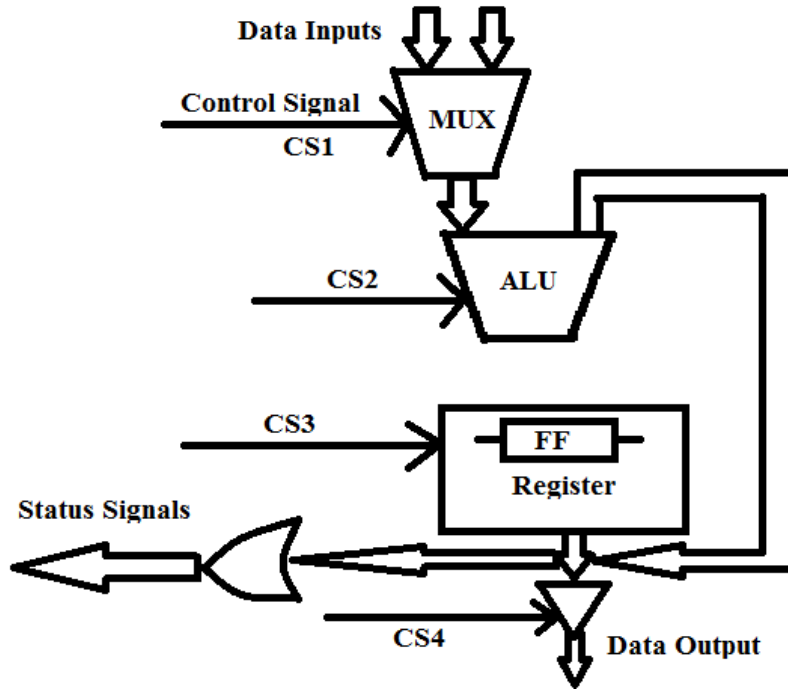 Data Inputs
Control Signal
MUX
CS1
CS2
ALU
CS3
FF
Register
Status Signals
CS4
Data Output